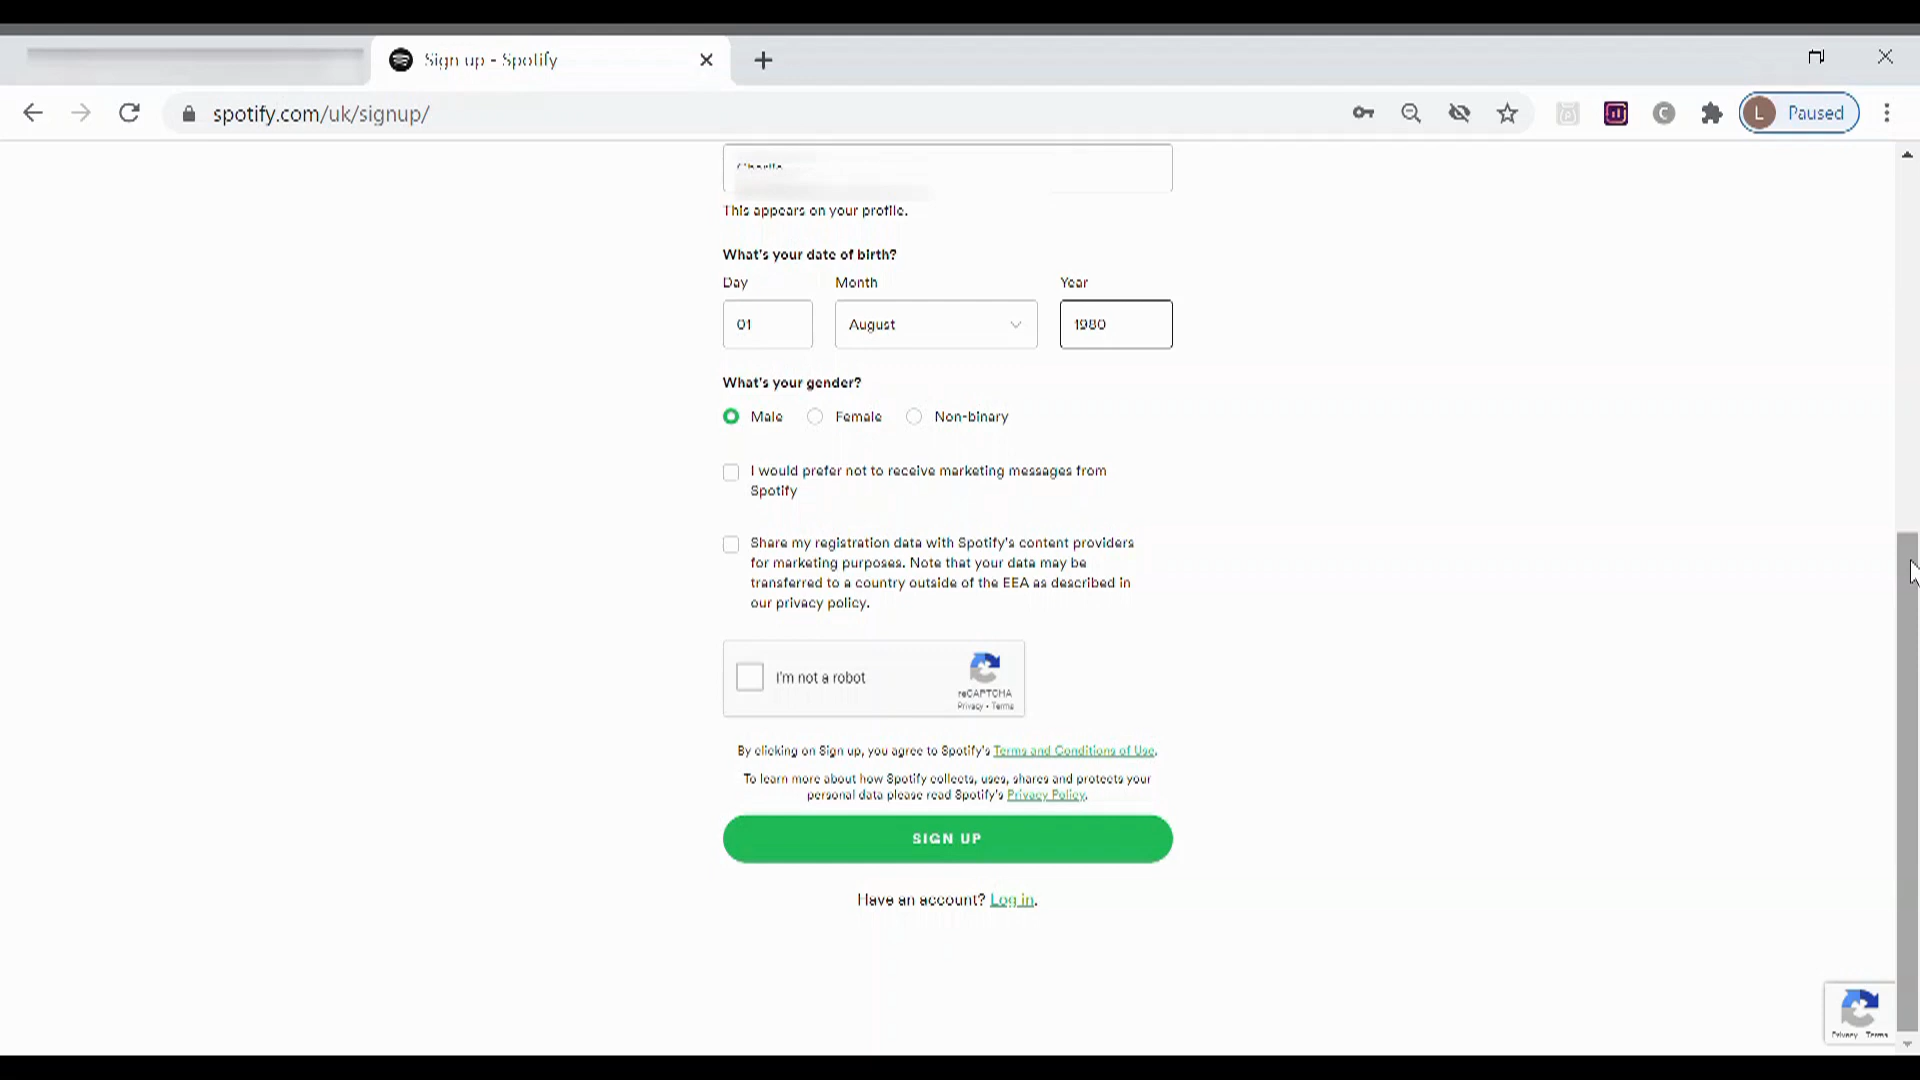 Sign up - Spotify
spotify.com/uk/signup/
L Paused
This appears on your profile.
What's your date of birth?
Day Month Year
01 August 1980
What's your gender?
Male Female Non-binary
I would prefer not to receive marketing messages from
Spotify
Share my registration data with Spotify's content providers
for marketing purposes. Note that your data may be
transferred to a country outside of the EEA as described in
our privacy policy.
I'm not a robot
reCAPTCHA
Privacy - Terms
By clicking on Sign up, you agree to Spotify's Terms and Conditions of Use.
To learn more about how Spotify collects, uses, shares and protects your
personal data please read Spotify's Privacy Policy.
SIGN UP
Have an account? Log in.
Privacy - Terms